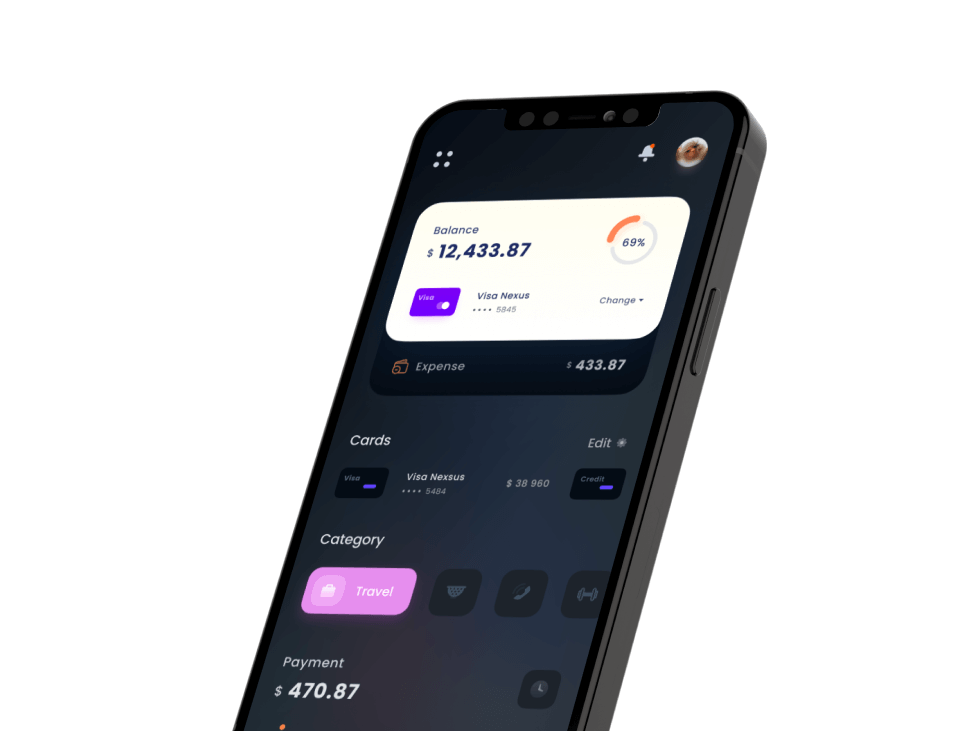 Balance
$ 12,433.87
69%
Visa
Visa Nexus
•••• 5845
Change
Expense
$ 433.87
Cards
Edit
Visa
Visa Nexsus
•••• 5484
$ 38 960
Credit
Category
Travel
Payment
$ 470.87